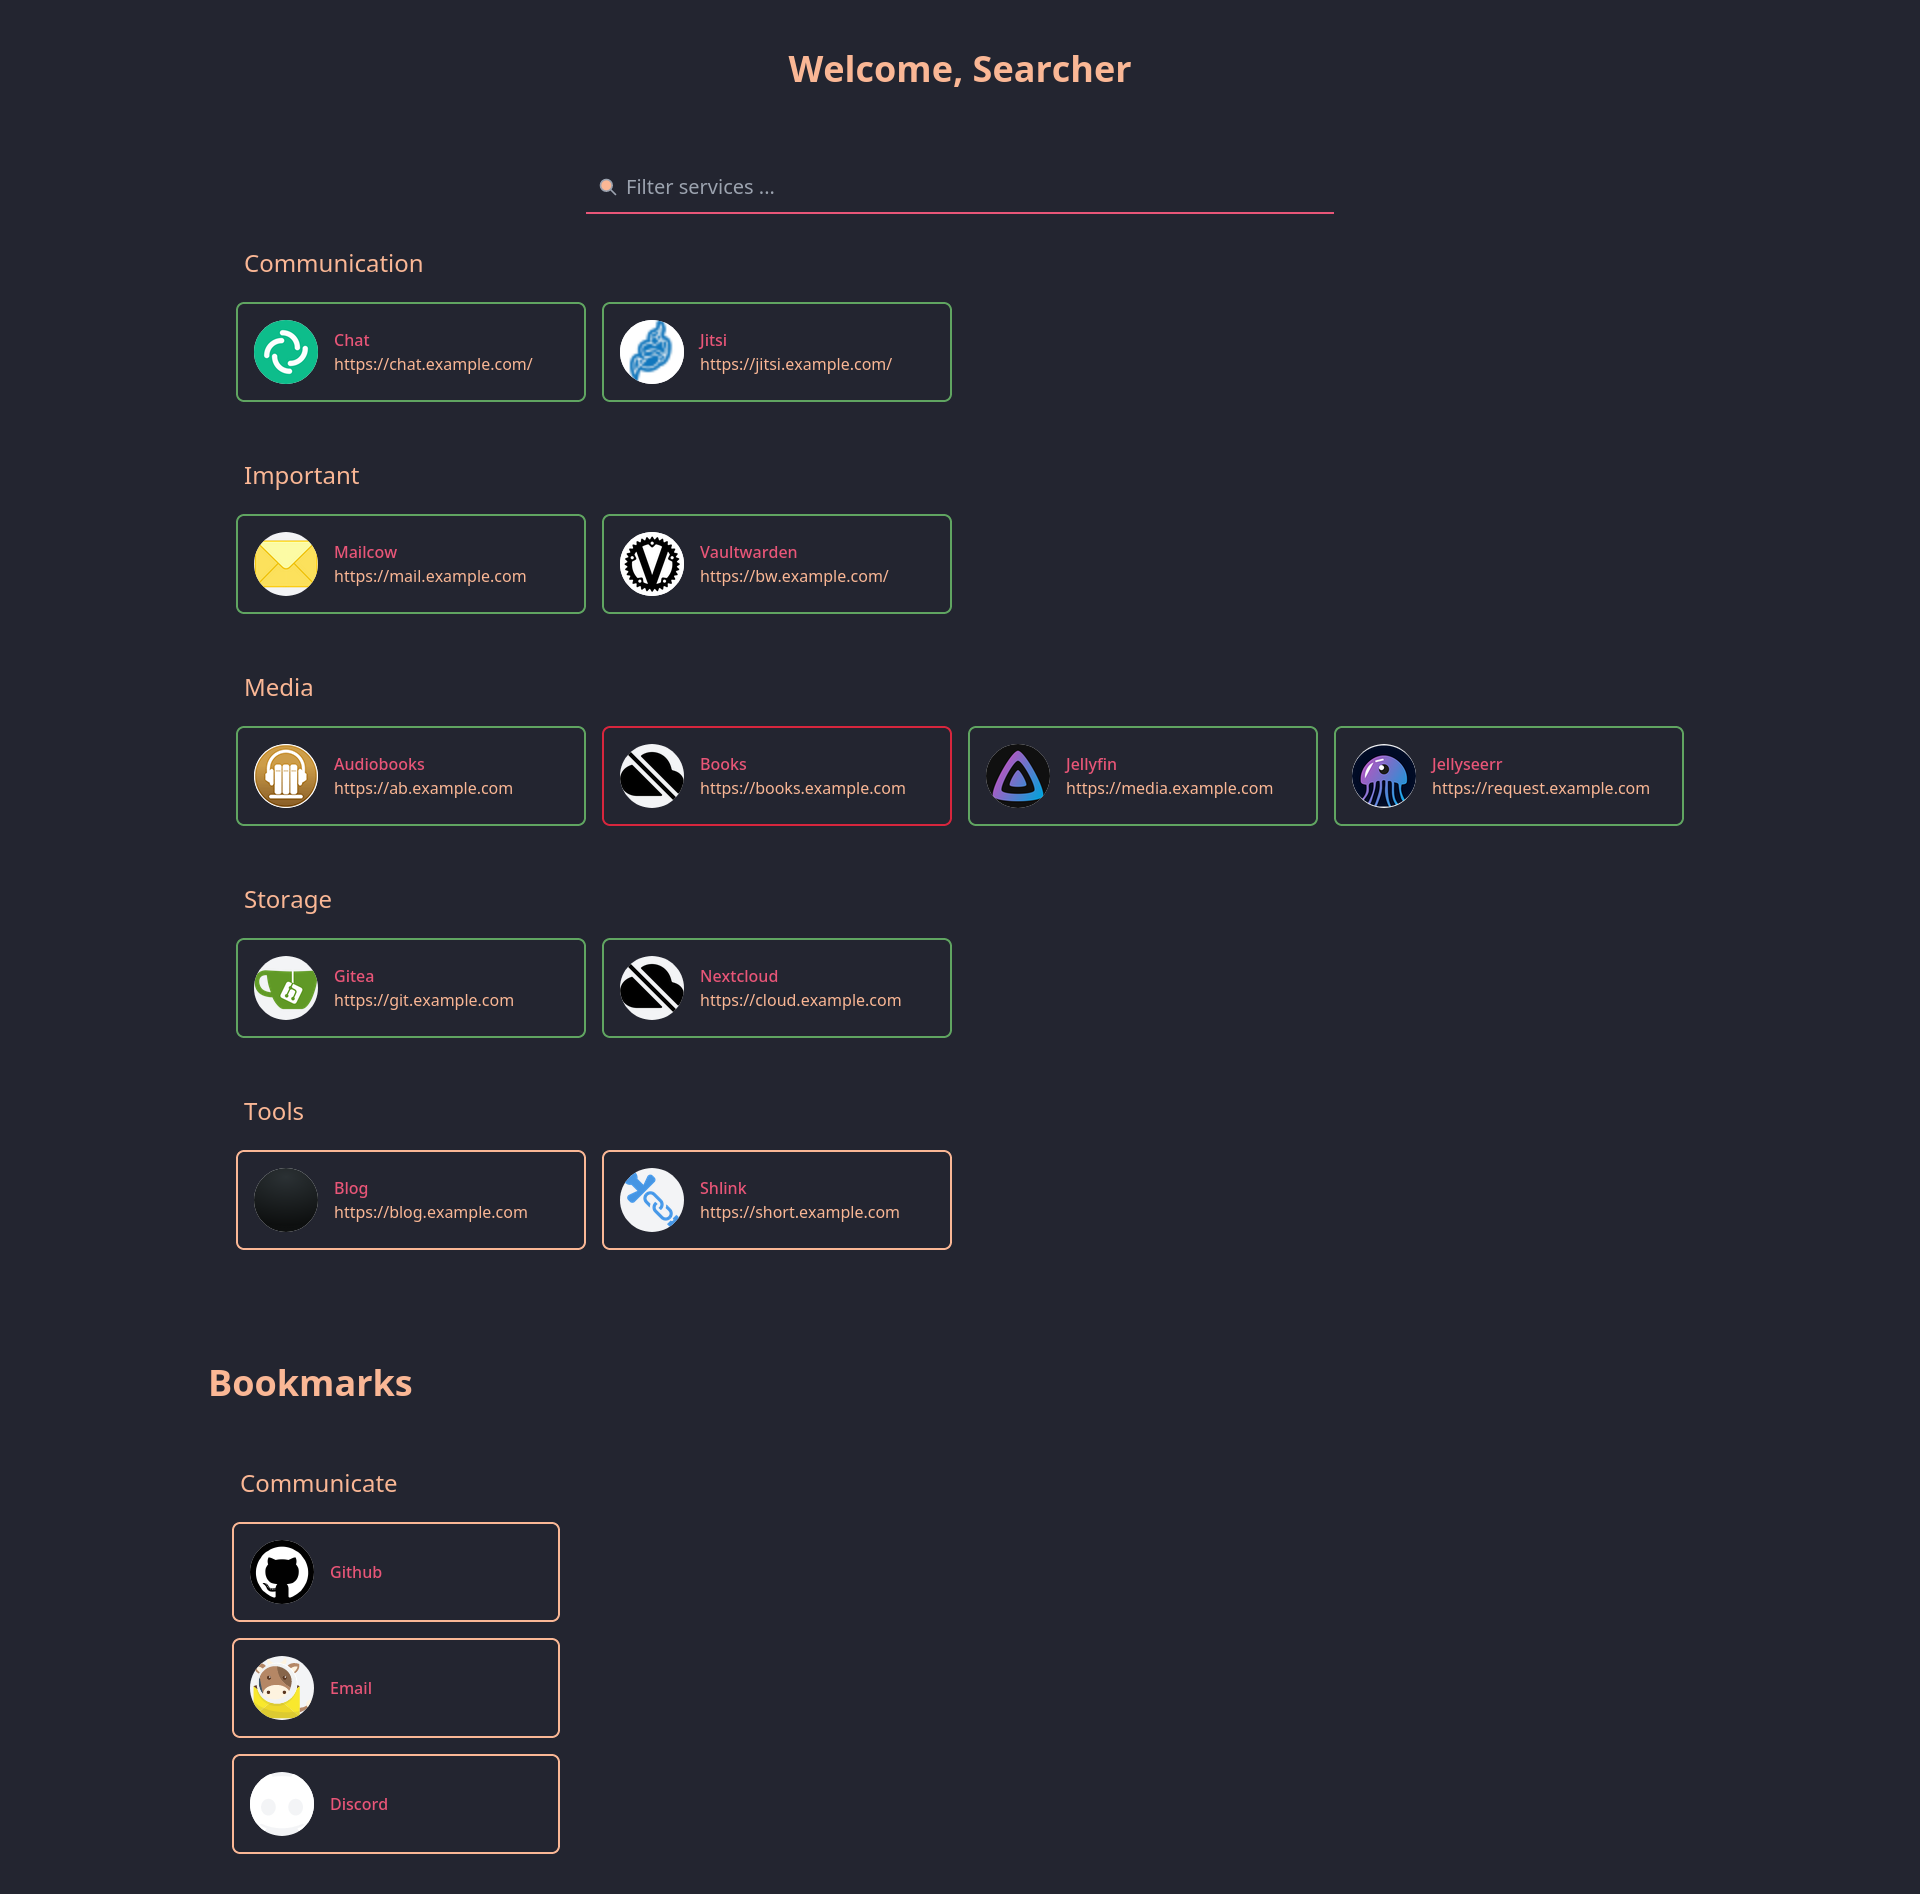 Welcome, Searcher
Filter services ...
Communication
Chat
https://chat.example.com/
Jitsi
https://jitsi.example.com/
Important
Mailcow
https://mail.example.com
Vaultwarden
https://bw.example.com/
Media
Audiobooks
https://ab.example.com
Books
https://books.example.com
Jellyfin
https://media.example.com
Jellyseerr
https://request.example.com
Storage
Gitea
https://git.example.com
Nextcloud
https://cloud.example.com
Tools
Blog
https://blog.example.com
Shlink
https://short.example.com
Bookmarks
Communicate
Github
Email
Discord